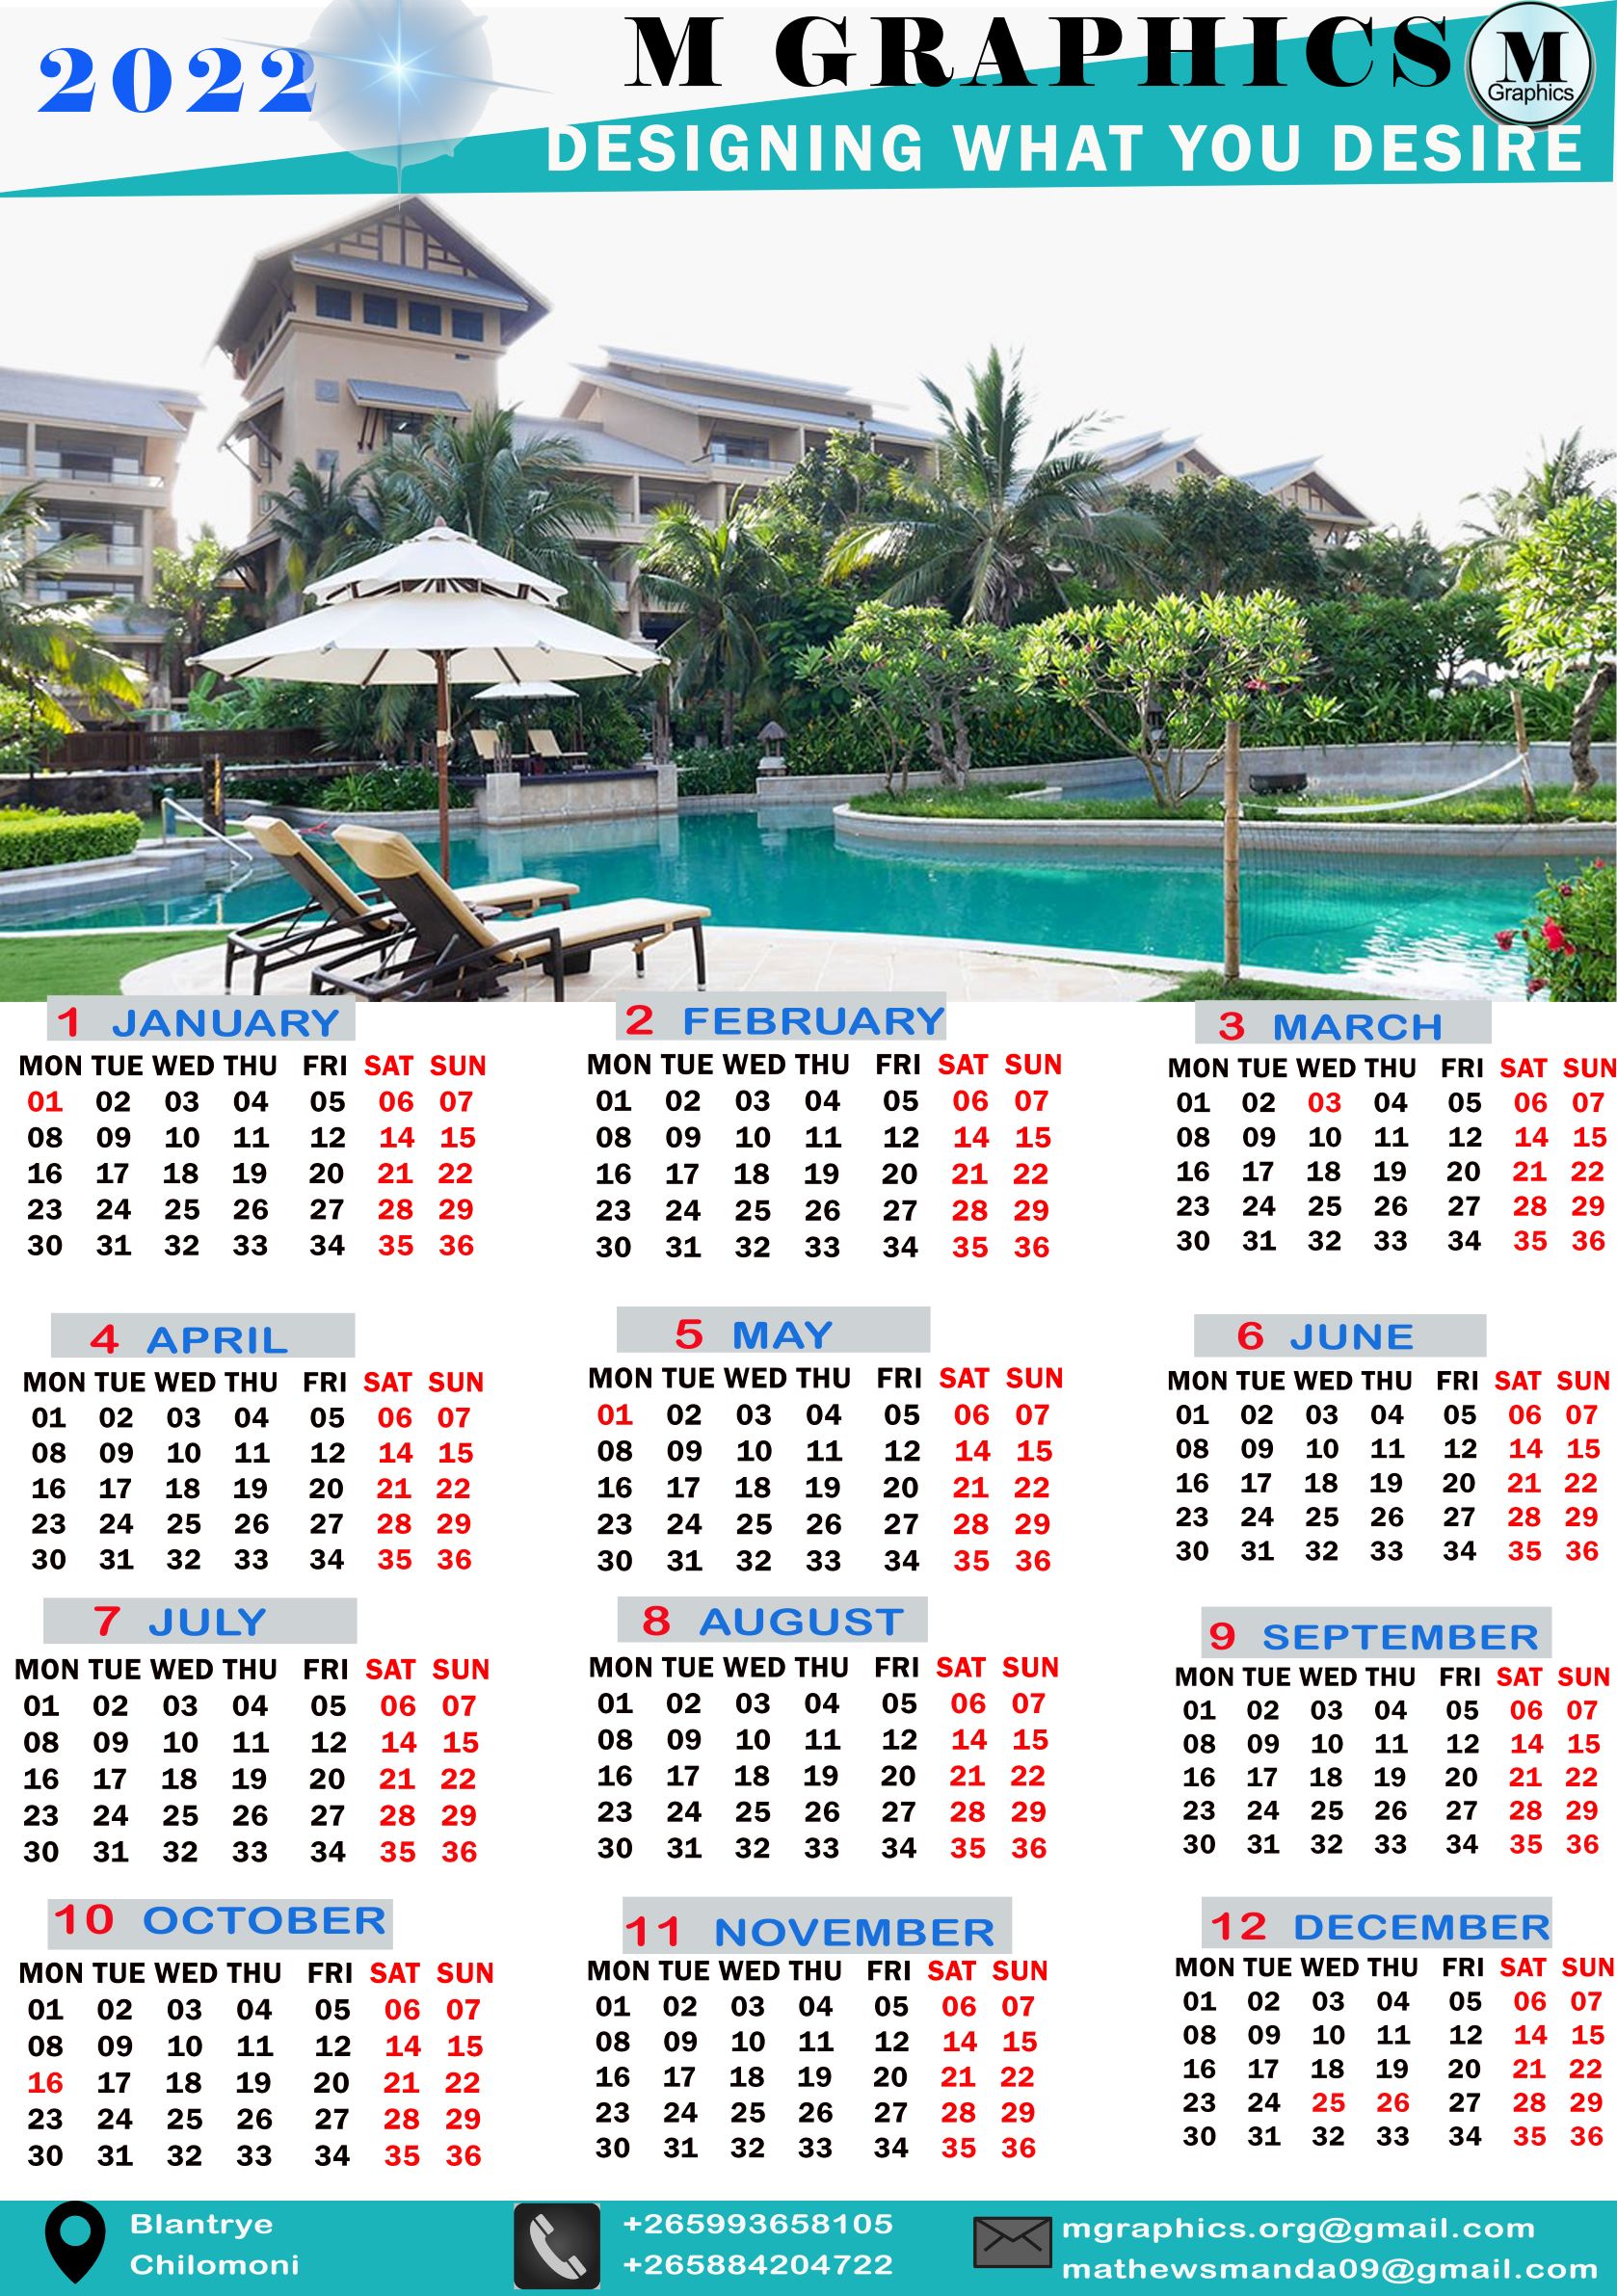 2022
M GRAPHICS
M
Graphics
DESIGNING WHAT YOU DESIRE
1 JANUARY
MON TUE WED THU FRI SAT SUN
01 02 03 04 05 06 07
08 09 10 11 12 14 15
16 17 18 19 20 21 22
23 24 25 26 27 28 29
30 31 32 33 34 35 36
2 FEBRUARY
MON TUE WED THU FRI SAT SUN
01 02 03 04 05 06 07
08 09 10 11 12 14 15
16 17 18 19 20 21 22
23 24 25 26 27 28 29
30 31 32 33 34 35 36
3 MARCH
MON TUE WED THU FRI SAT SUN
01 02 03 04 05 06 07
08 09 10 11 12 14 15
16 17 18 19 20 21 22
23 24 25 26 27 28 29
30 31 32 33 34 35 36
4 APRIL
MON TUE WED THU FRI SAT SUN
01 02 03 04 05 06 07
08 09 10 11 12 14 15
16 17 18 19 20 21 22
23 24 25 26 27 28 29
30 31 32 33 34 35 36
5 MAY
MON TUE WED THU FRI SAT SUN
01 02 03 04 05 06 07
08 09 10 11 12 14 15
16 17 18 19 20 21 22
23 24 25 26 27 28 29
30 31 32 33 34 35 36
6 JUNE
MON TUE WED THU FRI SAT SUN
01 02 03 04 05 06 07
08 09 10 11 12 14 15
16 17 18 19 20 21 22
23 24 25 26 27 28 29
30 31 32 33 34 35 36
7 JULY
MON TUE WED THU FRI SAT SUN
01 02 03 04 05 06 07
08 09 10 11 12 14 15
16 17 18 19 20 21 22
23 24 25 26 27 28 29
30 31 32 33 34 35 36
8 AUGUST
MON TUE WED THU FRI SAT SUN
01 02 03 04 05 06 07
08 09 10 11 12 14 15
16 17 18 19 20 21 22
23 24 25 26 27 28 29
30 31 32 33 34 35 36
9 SEPTEMBER
MON TUE WED THU FRI SAT SUN
01 02 03 04 05 06 07
08 09 10 11 12 14 15
16 17 18 19 20 21 22
23 24 25 26 27 28 29
30 31 32 33 34 35 36
10 OCTOBER
MON TUE WED THU FRI SAT SUN
01 02 03 04 05 06 07
08 09 10 11 12 14 15
16 17 18 19 20 21 22
23 24 25 26 27 28 29
30 31 32 33 34 35 36
11 NOVEMBER
MON TUE WED THU FRI SAT SUN
01 02 03 04 05 06 07
08 09 10 11 12 14 15
16 17 18 19 20 21 22
23 24 25 26 27 28 29
30 31 32 33 34 35 36
12 DECEMBER
MON TUE WED THU FRI SAT SUN
01 02 03 04 05 06 07
08 09 10 11 12 14 15
16 17 18 19 20 21 22
23 24 25 26 27 28 29
30 31 32 33 34 35 36
Blantrye
Chilomoni
+265993658105
+265884204722
mgraphics.org@gmail.com
mathewsmanda09@gmail.com